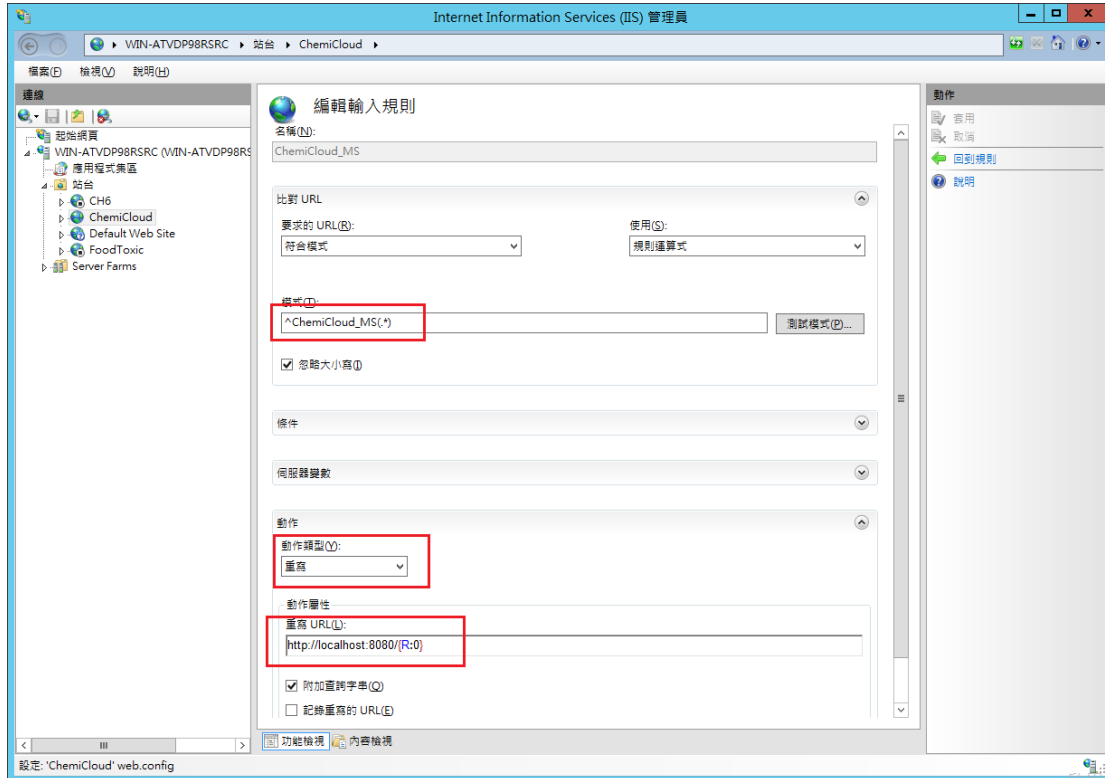 Internet Information Services (IIS) 管理員
WIN-ATVDP98RSRC ▸ 站台 ▸ ChemiCloud ▸
檔案(F) 檢視(V) 說明(H)
連線
起始網頁
WIN-ATVDP98RSRC (WIN-ATVDP98RS
應用程式集區
站台
CH6
ChemiCloud
Default Web Site
FoodToxic
Server Farms
編輯輸入規則
名稱(N):
ChemiCloud_MS
比對 URL
要求的 URL(R): 使用(S):
符合模式 規則運算式
模式(T):
^ChemiCloud_MS(.*) 測試模式(P)...
忽略大小寫(I)
條件
伺服器變數
動作
動作類型(Y):
重寫
動作屬性
重寫 URL(L):
http://localhost:8080/{R:0}
附加查詢字串(Q)
記錄重寫的 URL(E)
功能檢視 內容檢視
動作
套用
取消
回到規則
說明
設定: 'ChemiCloud' web.config